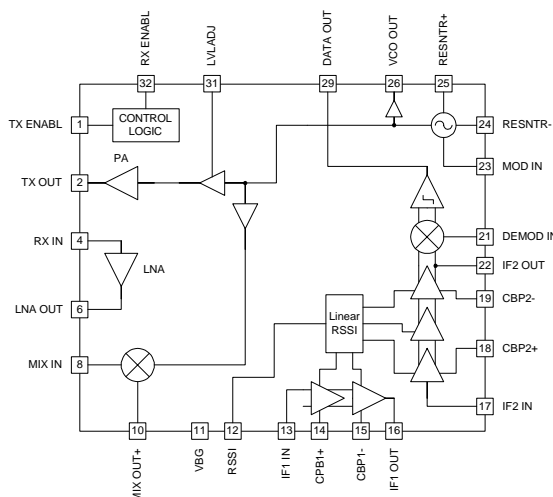 RX ENABL
LVLADJ
DATA OUT
VCO OUT
RESNTR+
32
31
29
26
25
TX ENABL
1
CONTROL
LOGIC
24
RESNTR-
PA
23
MOD IN
TX OUT
2
RX IN
4
21
DEMOD IN
22
IF2 OUT
LNA
LNA OUT
6
19
CBP2-
Linear
RSSI
18
CBP2+
MIX IN
8
17
IF2 IN
10
11
12
13
14
15
16
MIX OUT+
VBG
RSSI
IF1 IN
CPB1+
CBP1-
IF1 OUT